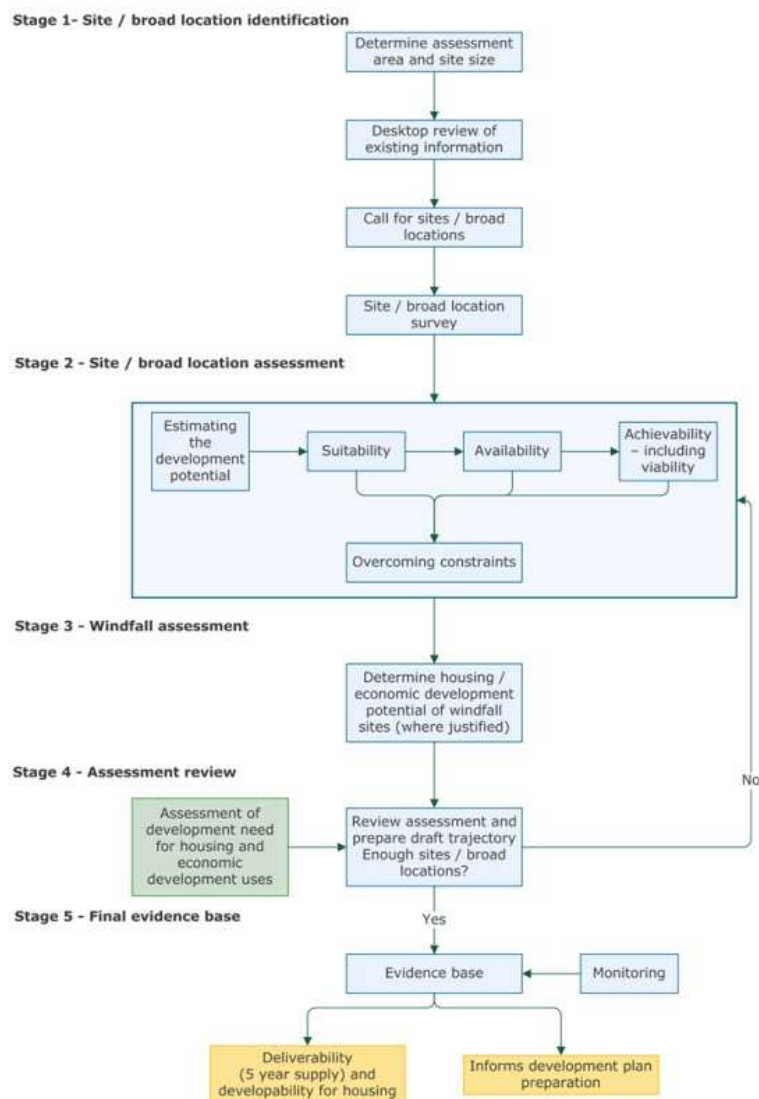 Stage 1- Site / broad location identification
Determine assessment
area and site size
Desktop review of
existing information
Call for sites / broad
locations
Site / broad location
survey
Stage 2 - Site / broad location assessment
Estimating
the
development
potential
Suitability
Availability
Achievability
– including
viability
Overcoming constraints
Stage 3 - Windfall assessment
Determine housing /
economic development
potential of windfall
sites (where justified)
Stage 4 - Assessment review
No
Assessment of
development need
for housing and
economic
development uses
Review assessment and
prepare draft trajectory
Enough sites / broad
locations?
Stage 5 - Final evidence base
Yes
Evidence base
Monitoring
Deliverability
(5 year supply) and
developability for housing
Informs development plan
preparation